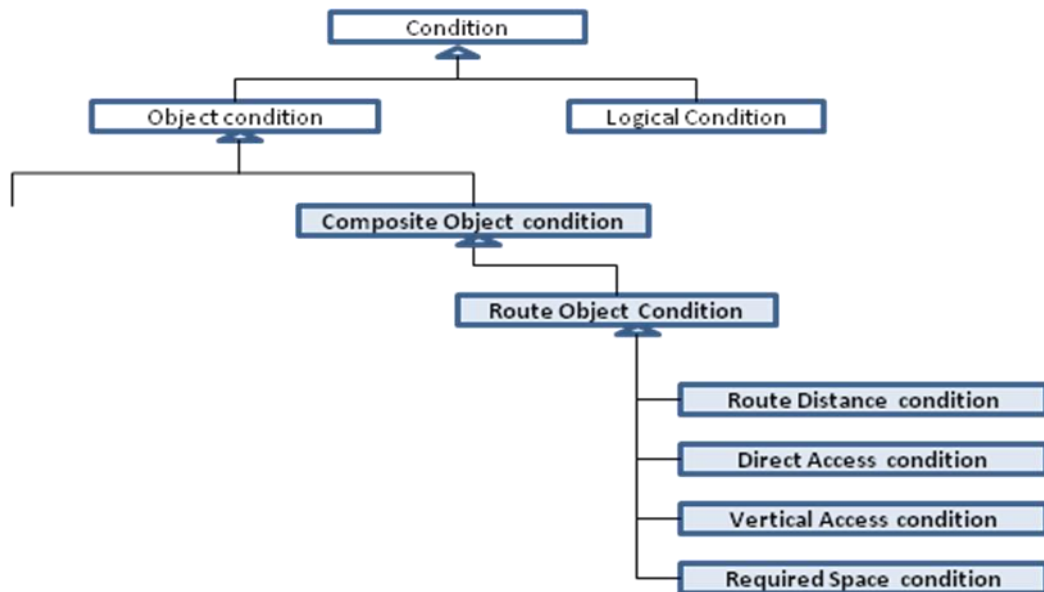 Condition
Object condition
Logical Condition
Composite Object condition
Route Object Condition
Route Distance condition
Direct Access condition
Vertical Access condition
Required Space condition